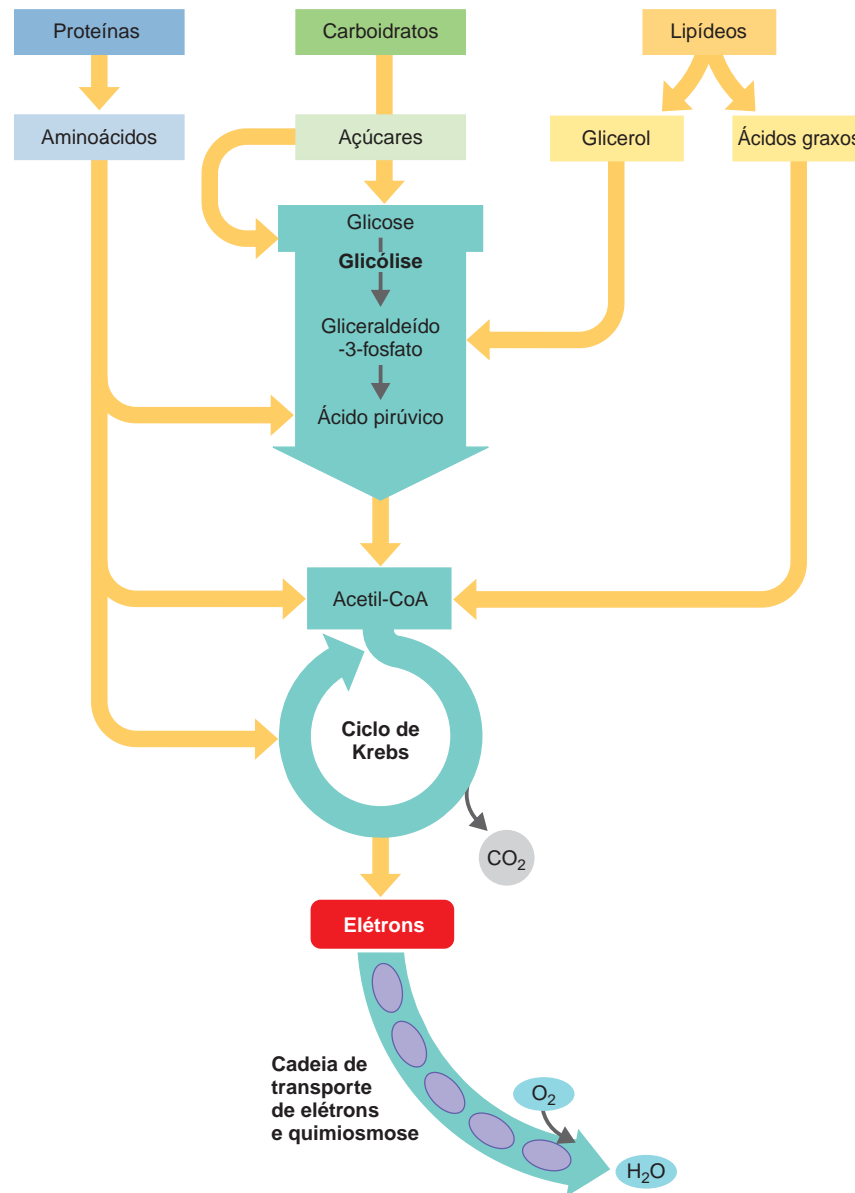 Proteínas
Carboidratos
Lipídeos
Aminoácidos
Açúcares
Glicerol
Ácidos graxos
Glicose
Glicólise
Gliceraldeído
-3-fosfato
Ácido pirúvico
Acetil-CoA
Ciclo de
Krebs
CO₂
Elétrons
Cadeia de
transporte
de elétrons
e quimiosmose
O₂
H₂O